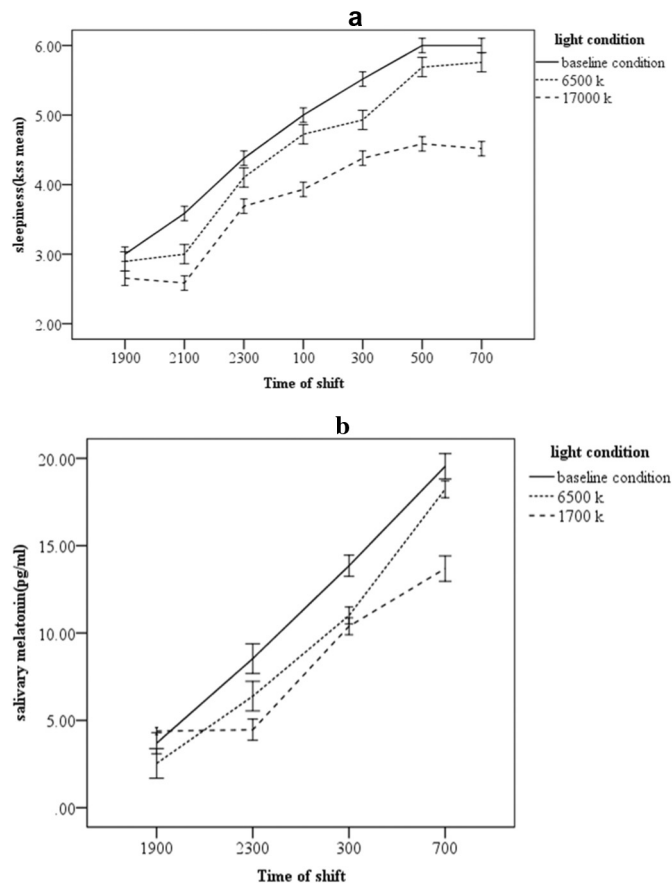 a
light condition
baseline condition
6500 k
17000 k
sleepiness(kss mean)
6.00
5.00
4.00
3.00
2.00
1900 2100 2300 100 300 500 700
Time of shift
b
light condition
baseline condition
6500 k
1700 k
salivary melatonin(pg/ml)
20.00
15.00
10.00
5.00
.00
1900 2300 300 700
Time of shift